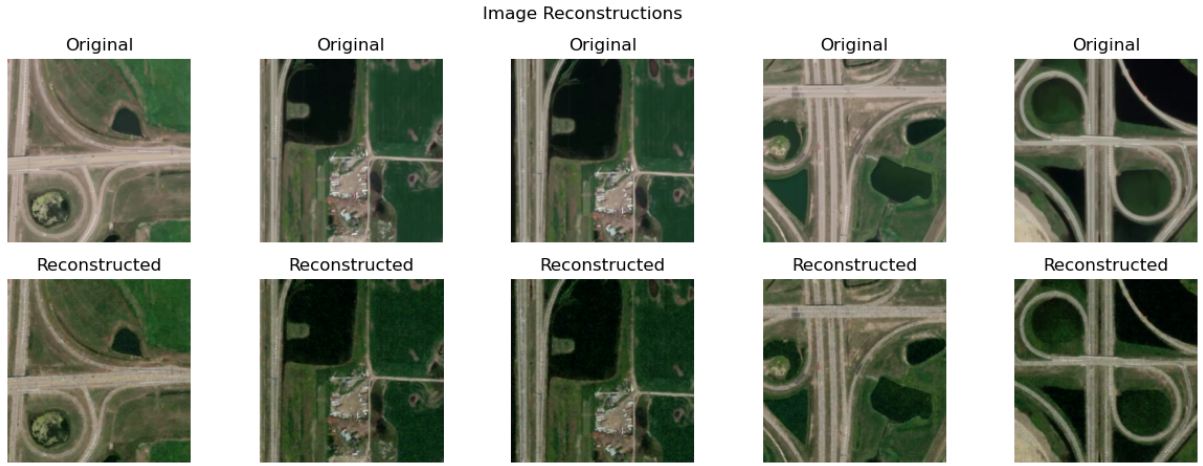 Image Reconstructions
Original Original Original Original Original
Reconstructed Reconstructed Reconstructed Reconstructed Reconstructed